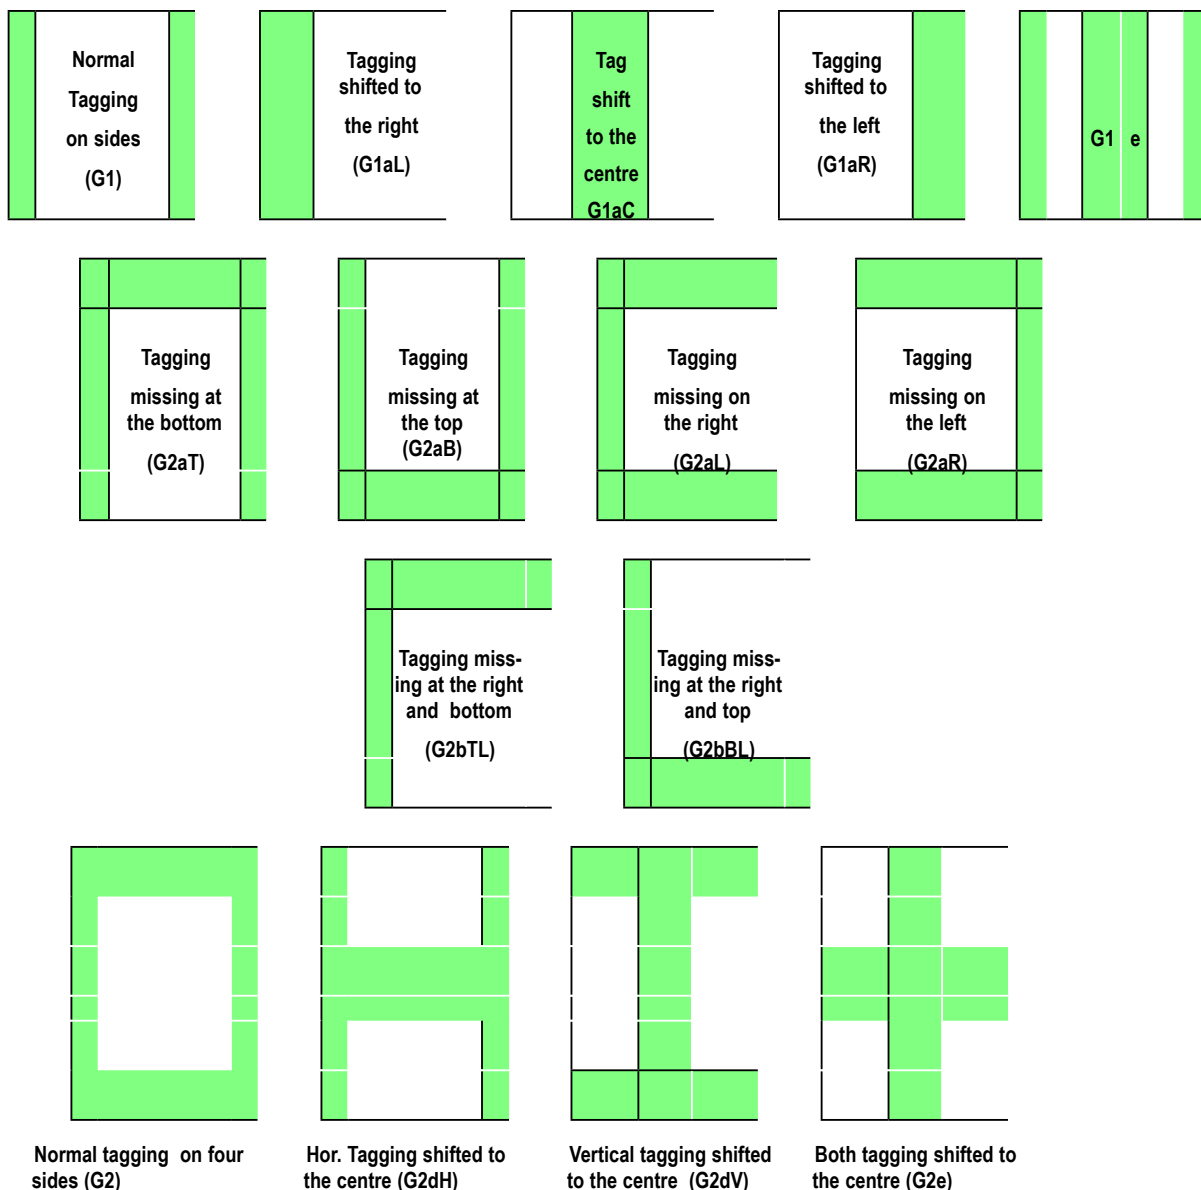 Normal
Tagging
on sides
(G1)
Tagging
shifted to
the right
(G1aL)
Tag
shift
to the
centre
G1aC
Tagging
shifted to
the left
(G1aR)
G1 e
Tagging
missing at
the bottom
(G2aT)
Tagging
missing at
the top
(G2aB)
Tagging
missing on
the right
(G2aL)
Tagging
missing on
the left
(G2aR)
Tagging miss-
ing at the right
and bottom
(G2bTL)
Tagging miss-
ing at the right
and top
(G2bBL)
Normal tagging on four
sides (G2)
Hor. Tagging shifted to
the centre (G2dH)
Vertical tagging shifted
to the centre (G2dV)
Both tagging shifted to
the centre (G2e)